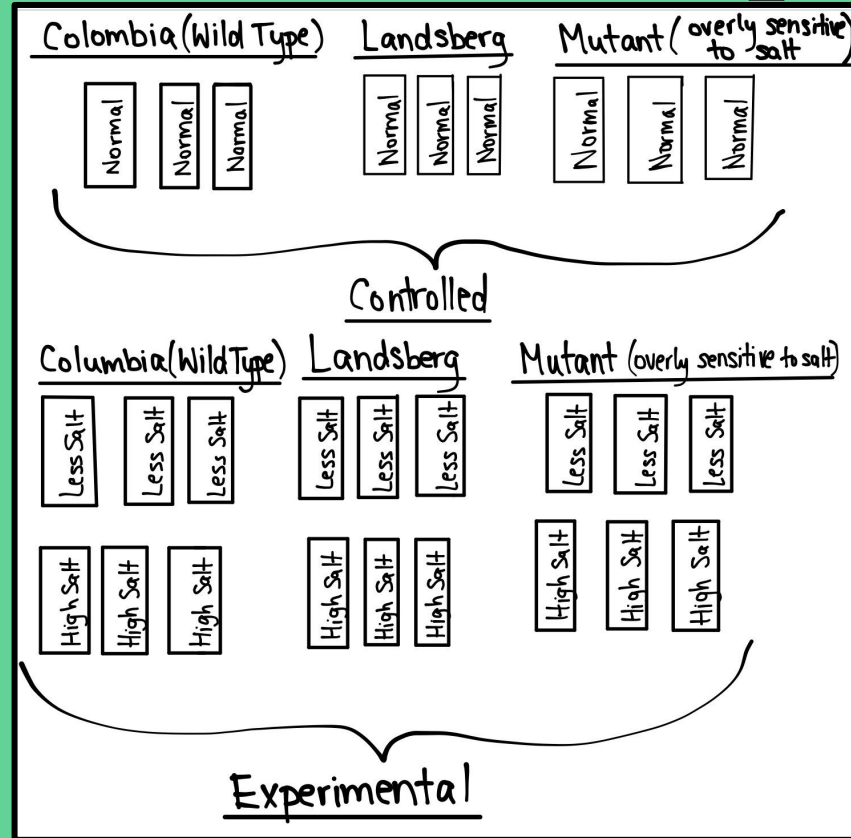 Colombia (Wild Type) Landsberg Mutant (overly sensitive to salt)
Normal Normal Normal Normal Normal Normal Normal Normal Normal
Controlled
Columbia (Wild Type) Landsberg Mutant (overly sensitive to salt)
Less Salt Less Salt Less Salt Less Salt Less Salt Less Salt Less Salt Less Salt Less Salt
High Salt High Salt High Salt High Salt High Salt High Salt High Salt High Salt High Salt
Experimental